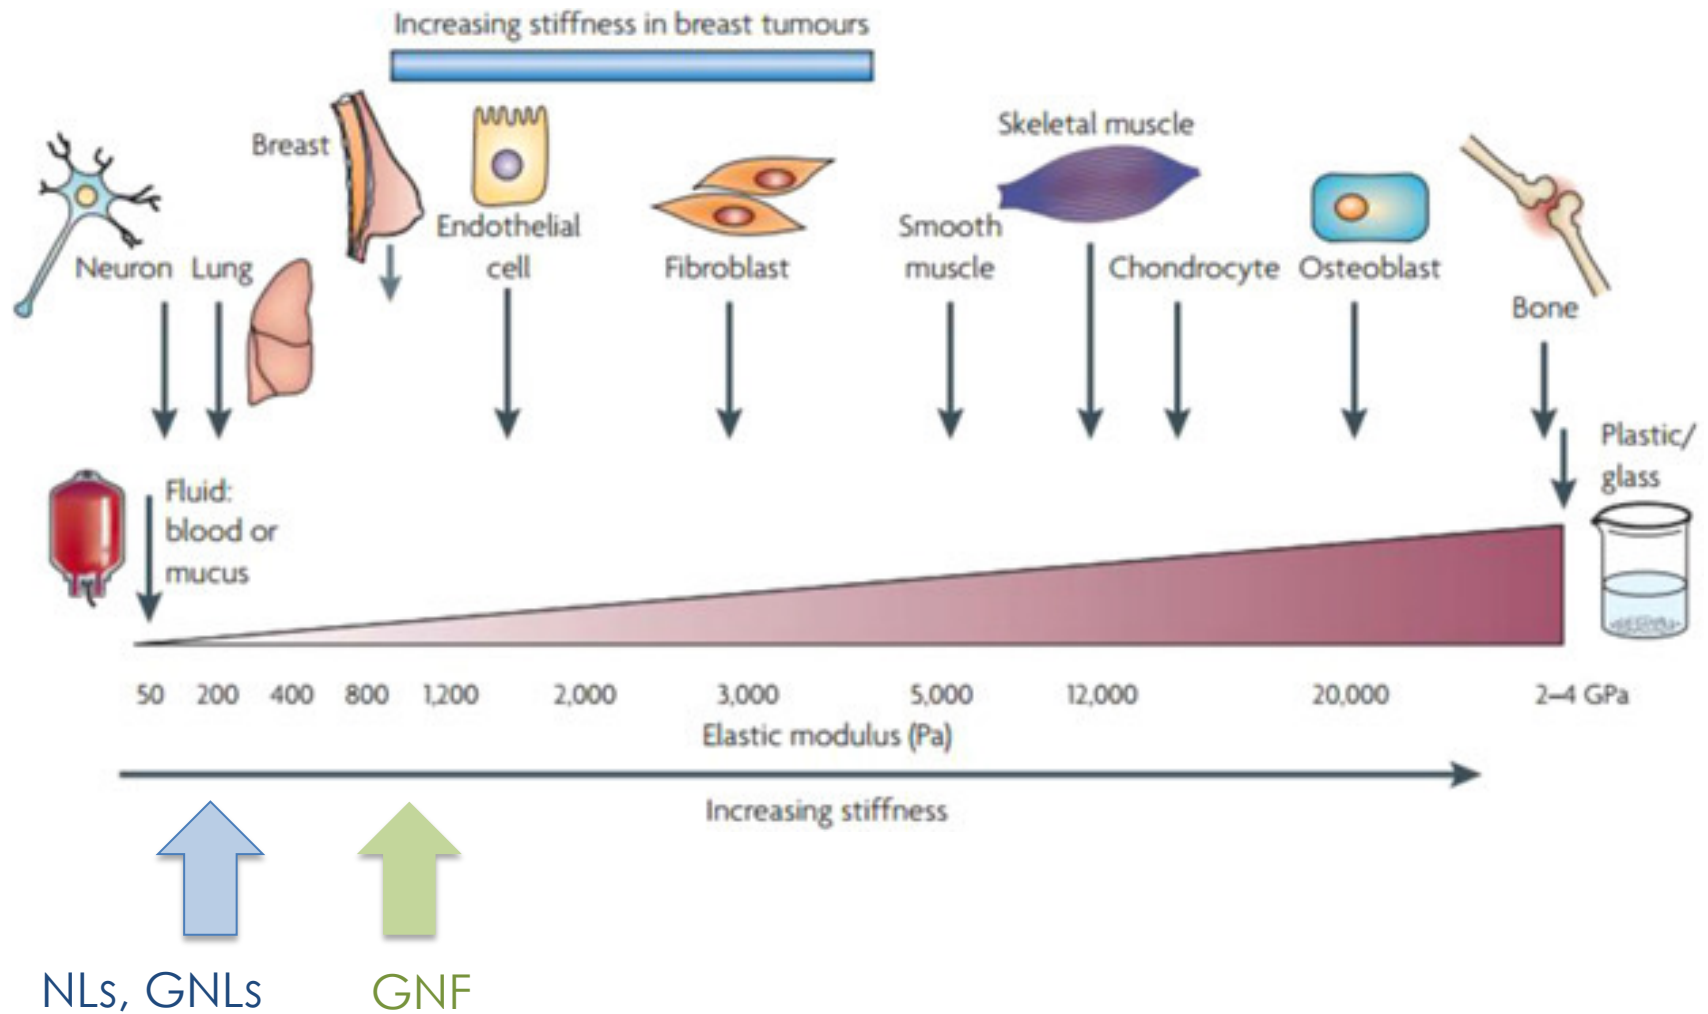 Increasing stiffness in breast tumours
Skeletal muscle
Breast
Endothelial
cell
Smooth
muscle
Neuron
Lung
Fibroblast
Chondrocyte
Osteoblast
Bone
Plastic/
glass
Fluid:
blood or
mucus
50 200 400 800 1,200 2,000 3,000 5,000 12,000 20,000 2–4 GPa
Elastic modulus (Pa)
Increasing stiffness
NLs, GNLs
GNF